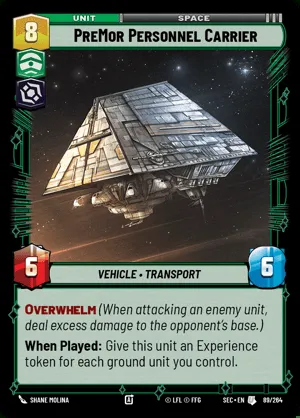 8
UNIT
SPACE
PreMor Personnel Carrier
6
6
VEHICLE • TRANSPORT
OVERWHELM (When attacking an enemy unit,
deal excess damage to the opponent's base.)
When Played: Give this unit an Experience
token for each ground unit you control.
SHANE MOLINA
© LFL © FFG
SEC • EN
89/264